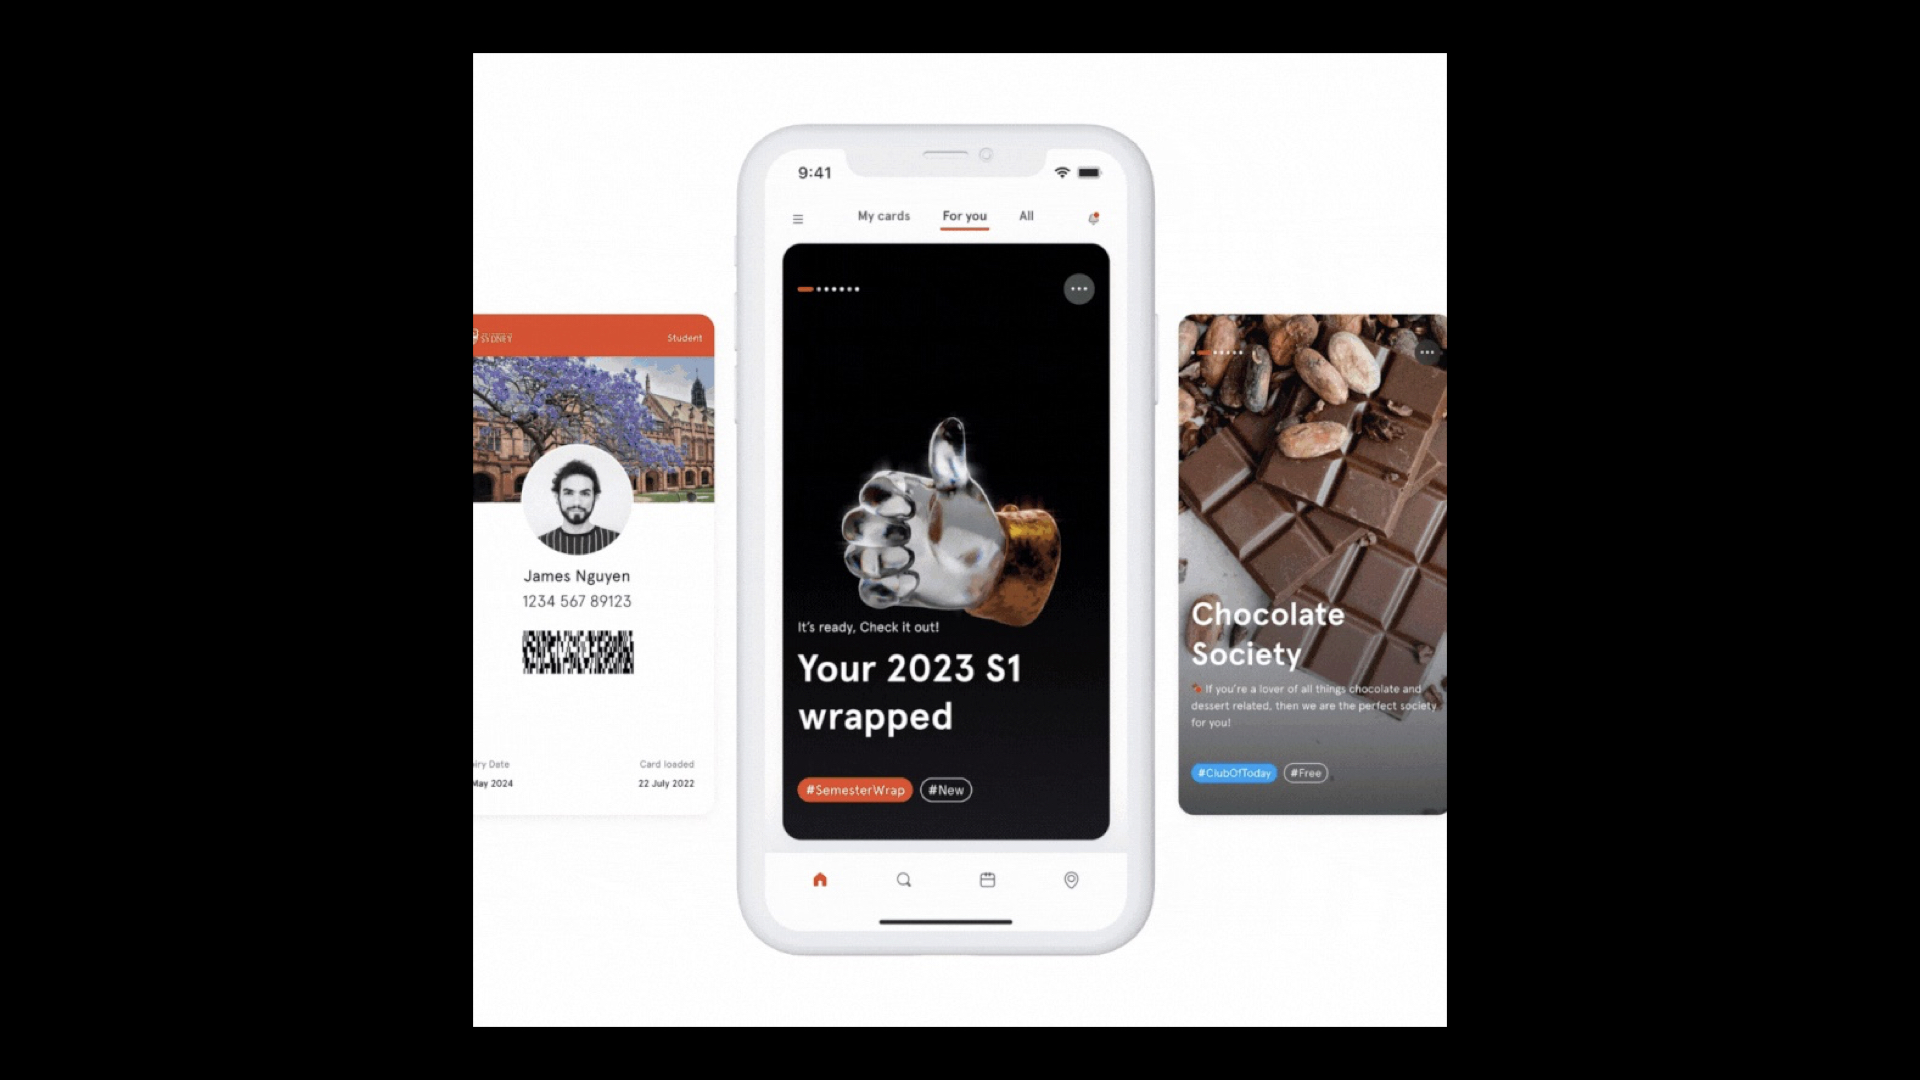 9:41
My cards For you All
It's ready, Check it out!
Your 2023 S1
wrapped
#SemesterWrap #New
SYDNEY
Student
James Nguyen
1234 567 89123
iry Date
May 2024
Card loaded
22 July 2022
Chocolate
Society
If you're a lover of all things chocolate and
dessert related, then we are the perfect society
for you!
#ClubOfToday #Free